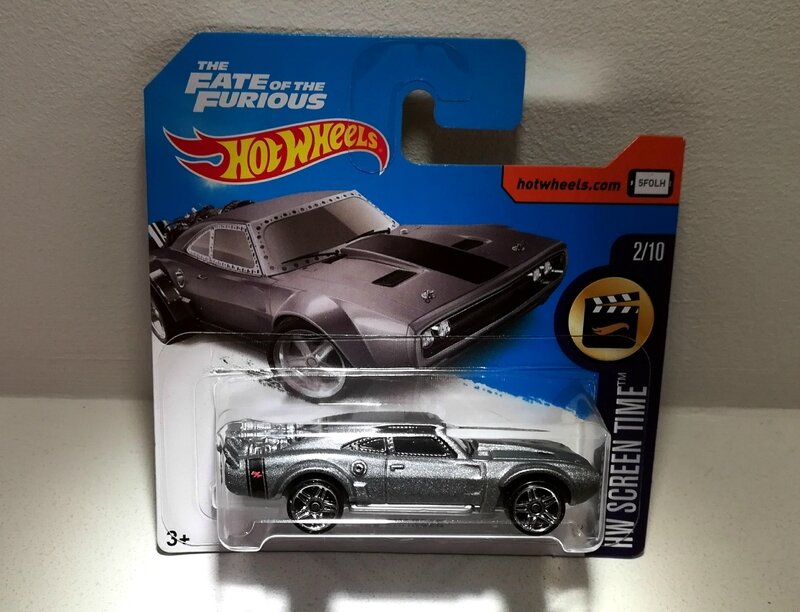 THE
FATE OF THE
FURIOUS
HOT WHEELS
hotwheels.com
5FOLH
2/10
HW SCREEN TIME™
3+